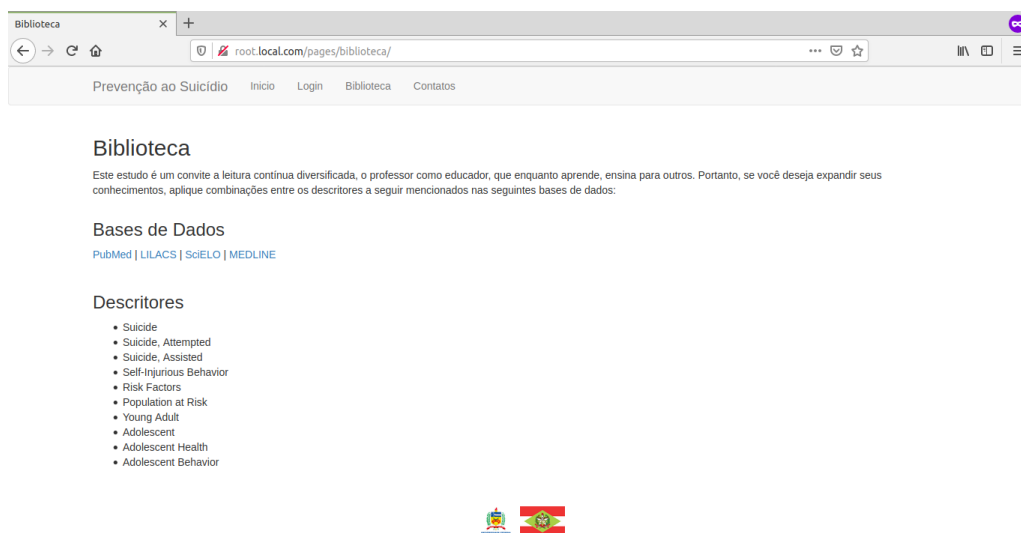 Biblioteca
root.local.com/pages/biblioteca/
Prevenção ao Suicídio Inicio Login Biblioteca Contatos
Biblioteca
Este estudo é um convite a leitura contínua diversificada, o professor como educador, que enquanto aprende, ensina para outros. Portanto, se você deseja expandir seus
conhecimentos, aplique combinações entre os descritores a seguir mencionados nas seguintes bases de dados:
Bases de Dados
PubMed | LILACS | SciELO | MEDLINE
Descritores
Suicide
Suicide, Attempted
Suicide, Assisted
Self-Injurious Behavior
Risk Factors
Population at Risk
Young Adult
Adolescent
Adolescent Health
Adolescent Behavior